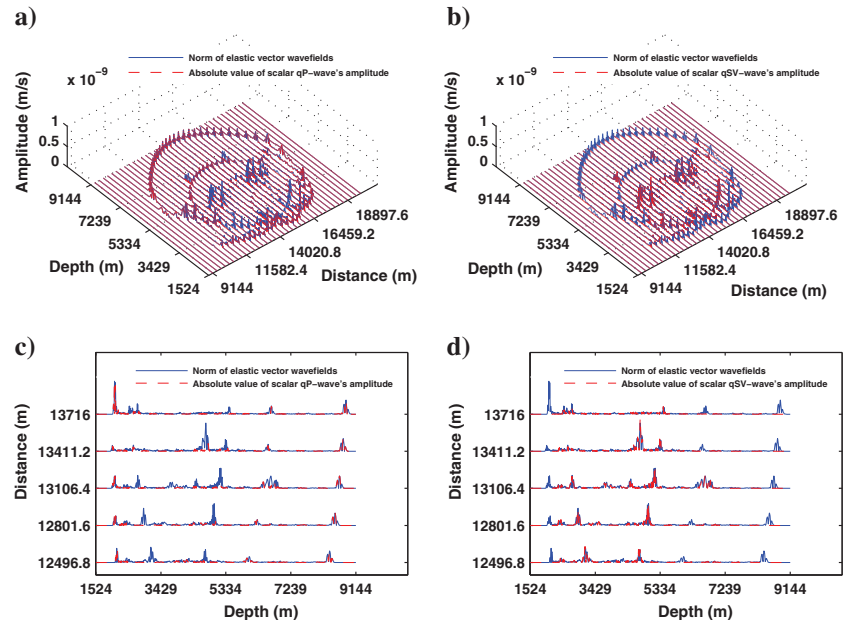 a)
Norm of elastic vector wavefields
Absolute value of scalar qP-wave's amplitude
x 10⁻⁹
Amplitude (m/s)
1
0.5
0
9144
7239
5334
3429
1524
Depth (m)
18897.6
16459.2
14020.8
11582.4
9144
Distance (m)
b)
Norm of elastic vector wavefields
Absolute value of scalar qSV-wave's amplitude
x 10⁻⁹
Amplitude (m/s)
1
0.5
0
9144
7239
5334
3429
1524
Depth (m)
18897.6
16459.2
14020.8
11582.4
9144
Distance (m)
c)
Norm of elastic vector wavefields
Absolute value of scalar qP-wave's amplitude
Distance (m)
13716
13411.2
13106.4
12801.6
12496.8
1524 3429 5334 7239 9144
Depth (m)
d)
Norm of elastic vector wavefields
Absolute value of scalar qSV-wave's amplitude
Distance (m)
13716
13411.2
13106.4
12801.6
12496.8
1524 3429 5334 7239 9144
Depth (m)